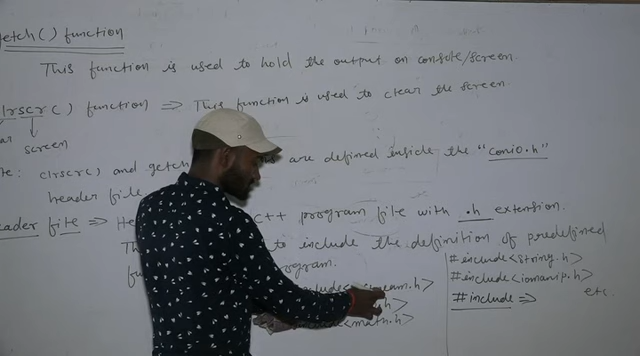 getch() function
This function is used to hold the output on console/screen.
clrscr() function ⇒ This function is used to clear the screen
screen
clrscr() and getch are defined inside the "conio.h"
header file
file ⇒ C++ program file with .h extension.
to include the definition of predefined
program.
#include<string.h>
#include<iomanip.h>
<math.h>
#include ⇒ etc.